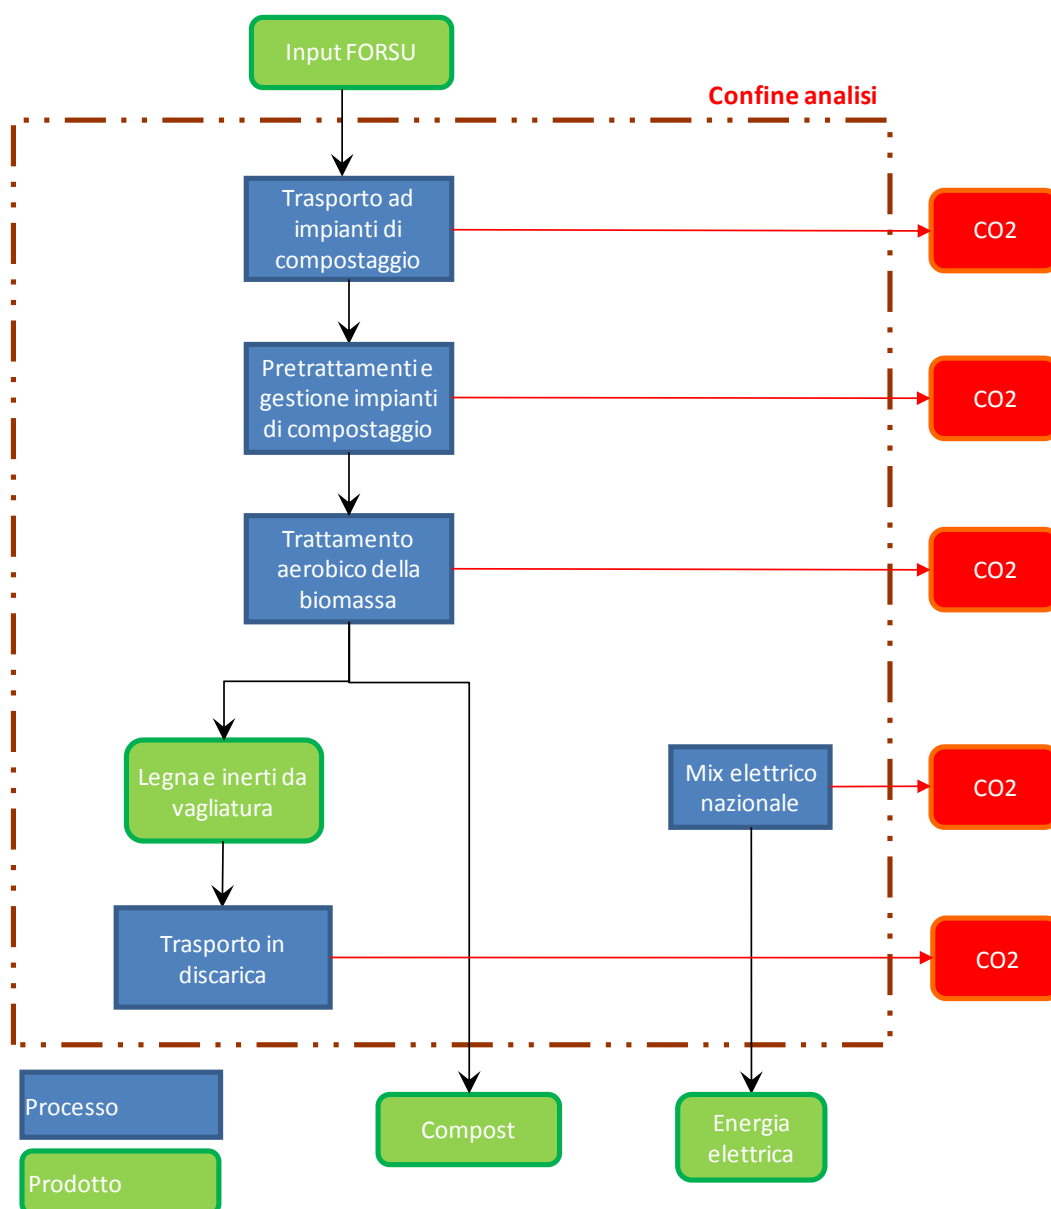 Input FORSU
Confine analisi
Trasporto ad
impianti di
compostaggio
CO2
Pretrattamenti e
gestione impianti
di compostaggio
CO2
Trattamento
aerobico della
biomassa
CO2
Legna e inerti da
vagliatura
Mix elettrico
nazionale
CO2
Trasporto in
discarica
CO2
Processo
Compost
Energia
elettrica
Prodotto